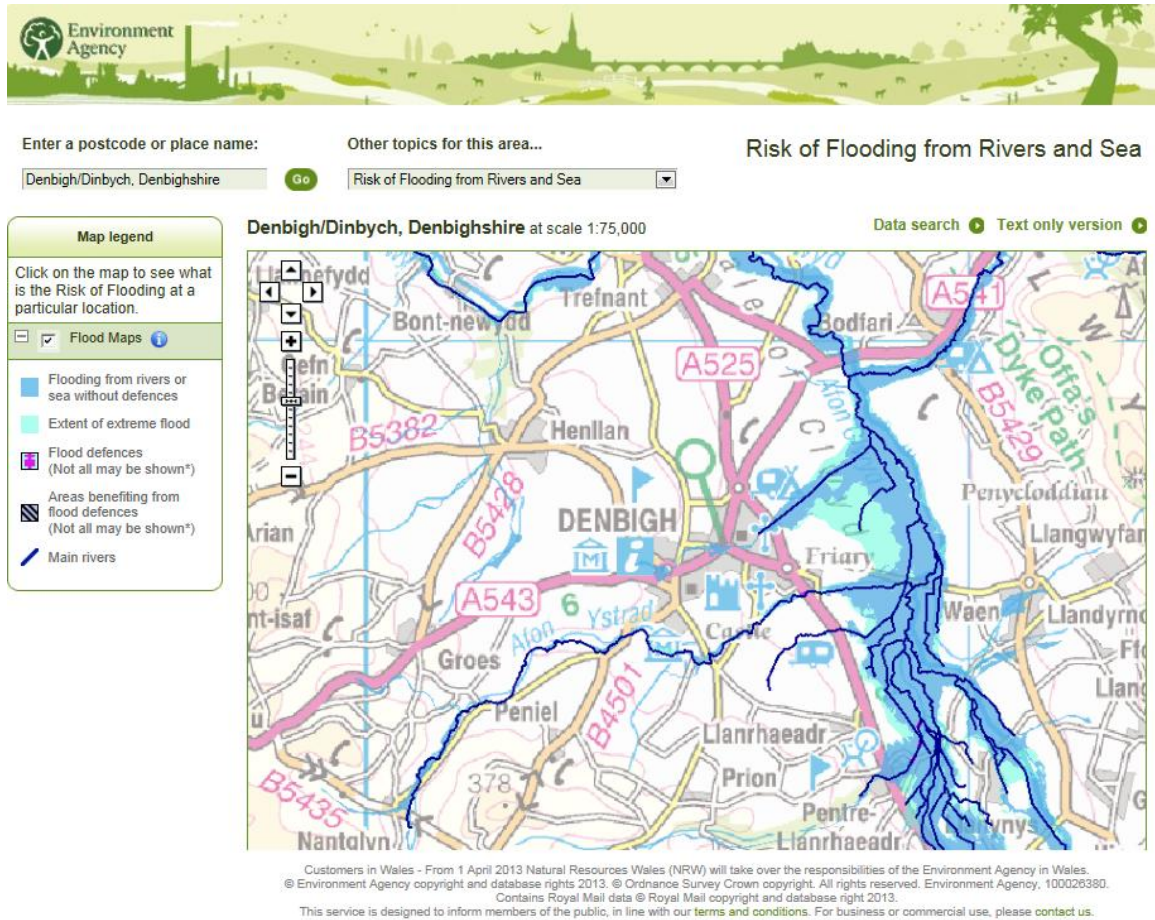 Environment
Agency
Enter a postcode or place name:
Other topics for this area...
Risk of Flooding from Rivers and Sea
Denbigh/Dinbych, Denbighshire
Go
Risk of Flooding from Rivers and Sea
Map legend
Click on the map to see what
is the Risk of Flooding at a
particular location.
Flood Maps
Flooding from rivers or
sea without defences
Extent of extreme flood
Flood defences
(Not all may be shown*)
Areas benefiting from
flood defences
(Not all may be shown*)
Main rivers
Denbigh/Dinbych, Denbighshire at scale 1:75,000
Data search
Text only version
Trefnant
Bont-newydd
Bodfari
A541
A525
Offa's
Dyke Path
B5429
B5382
Henllan
B5428
DENBIGH
Penycloddiau
Friary
A543
6
Afon Ystrad
Castle
Waen
Groes
B4501
Peniel
Llanrhaeadr
Prion
378
B5435
Pentre-
Llanrhaeadr
Customers in Wales - From 1 April 2013 Natural Resources Wales (NRW) will take over the responsibilities of the Environment Agency in Wales.
© Environment Agency copyright and database rights 2013. © Ordnance Survey Crown copyright. All rights reserved. Environment Agency, 100026380.
Contains Royal Mail data © Royal Mail copyright and database right 2013.
This service is designed to inform members of the public, in line with our terms and conditions. For business or commercial use, please contact us.